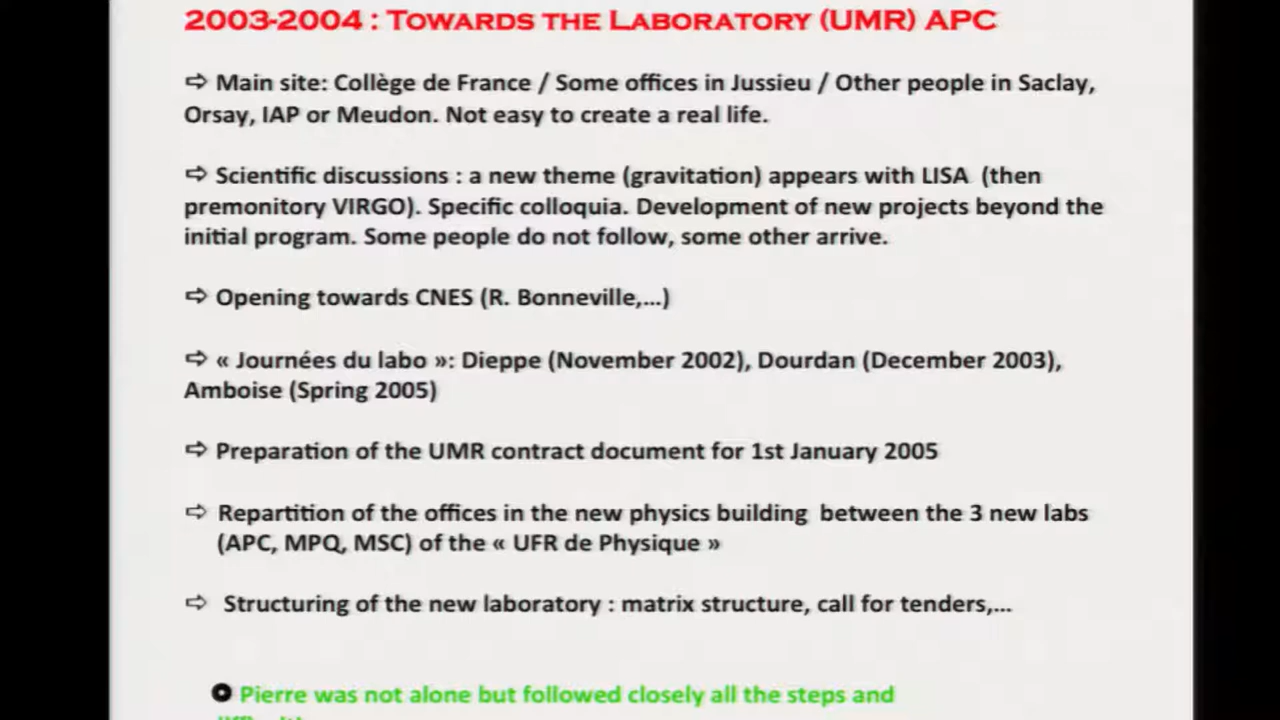 2003-2004 : Towards the Laboratory (UMR) APC
⇨ Main site: Collège de France / Some offices in Jussieu / Other people in Saclay,
Orsay, IAP or Meudon. Not easy to create a real life.
⇨ Scientific discussions : a new theme (gravitation) appears with LISA (then
premonitory VIRGO). Specific colloquia. Development of new projects beyond the
initial program. Some people do not follow, some other arrive.
⇨ Opening towards CNES (R. Bonneville,...)
⇨ « Journées du labo »: Dieppe (November 2002), Dourdan (December 2003),
Amboise (Spring 2005)
⇨ Preparation of the UMR contract document for 1st January 2005
⇨ Repartition of the offices in the new physics building between the 3 new labs
(APC, MPQ, MSC) of the « UFR de Physique »
⇨ Structuring of the new laboratory : matrix structure, call for tenders,...
Pierre was not alone but followed closely all the steps and